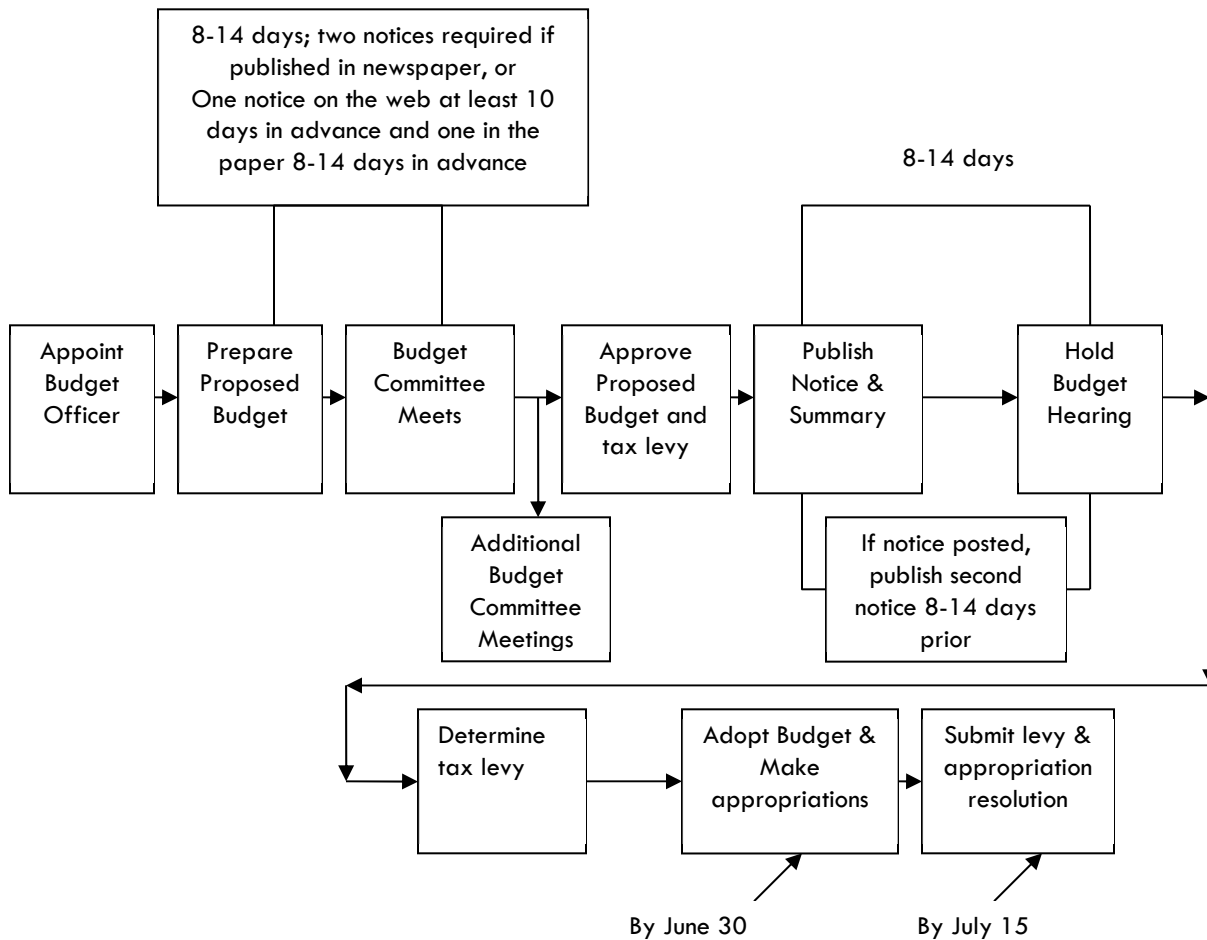 8-14 days; two notices required if
published in newspaper, or
One notice on the web at least 10
days in advance and one in the
paper 8-14 days in advance
8-14 days
Appoint
Budget
Officer
Prepare
Proposed
Budget
Budget
Committee
Meets
Approve
Proposed
Budget and
tax levy
Publish
Notice &
Summary
Hold
Budget
Hearing
Additional
Budget
Committee
Meetings
If notice posted,
publish second
notice 8-14 days
prior
Determine
tax levy
Adopt Budget &
Make
appropriations
Submit levy &
appropriation
resolution
By June 30
By July 15